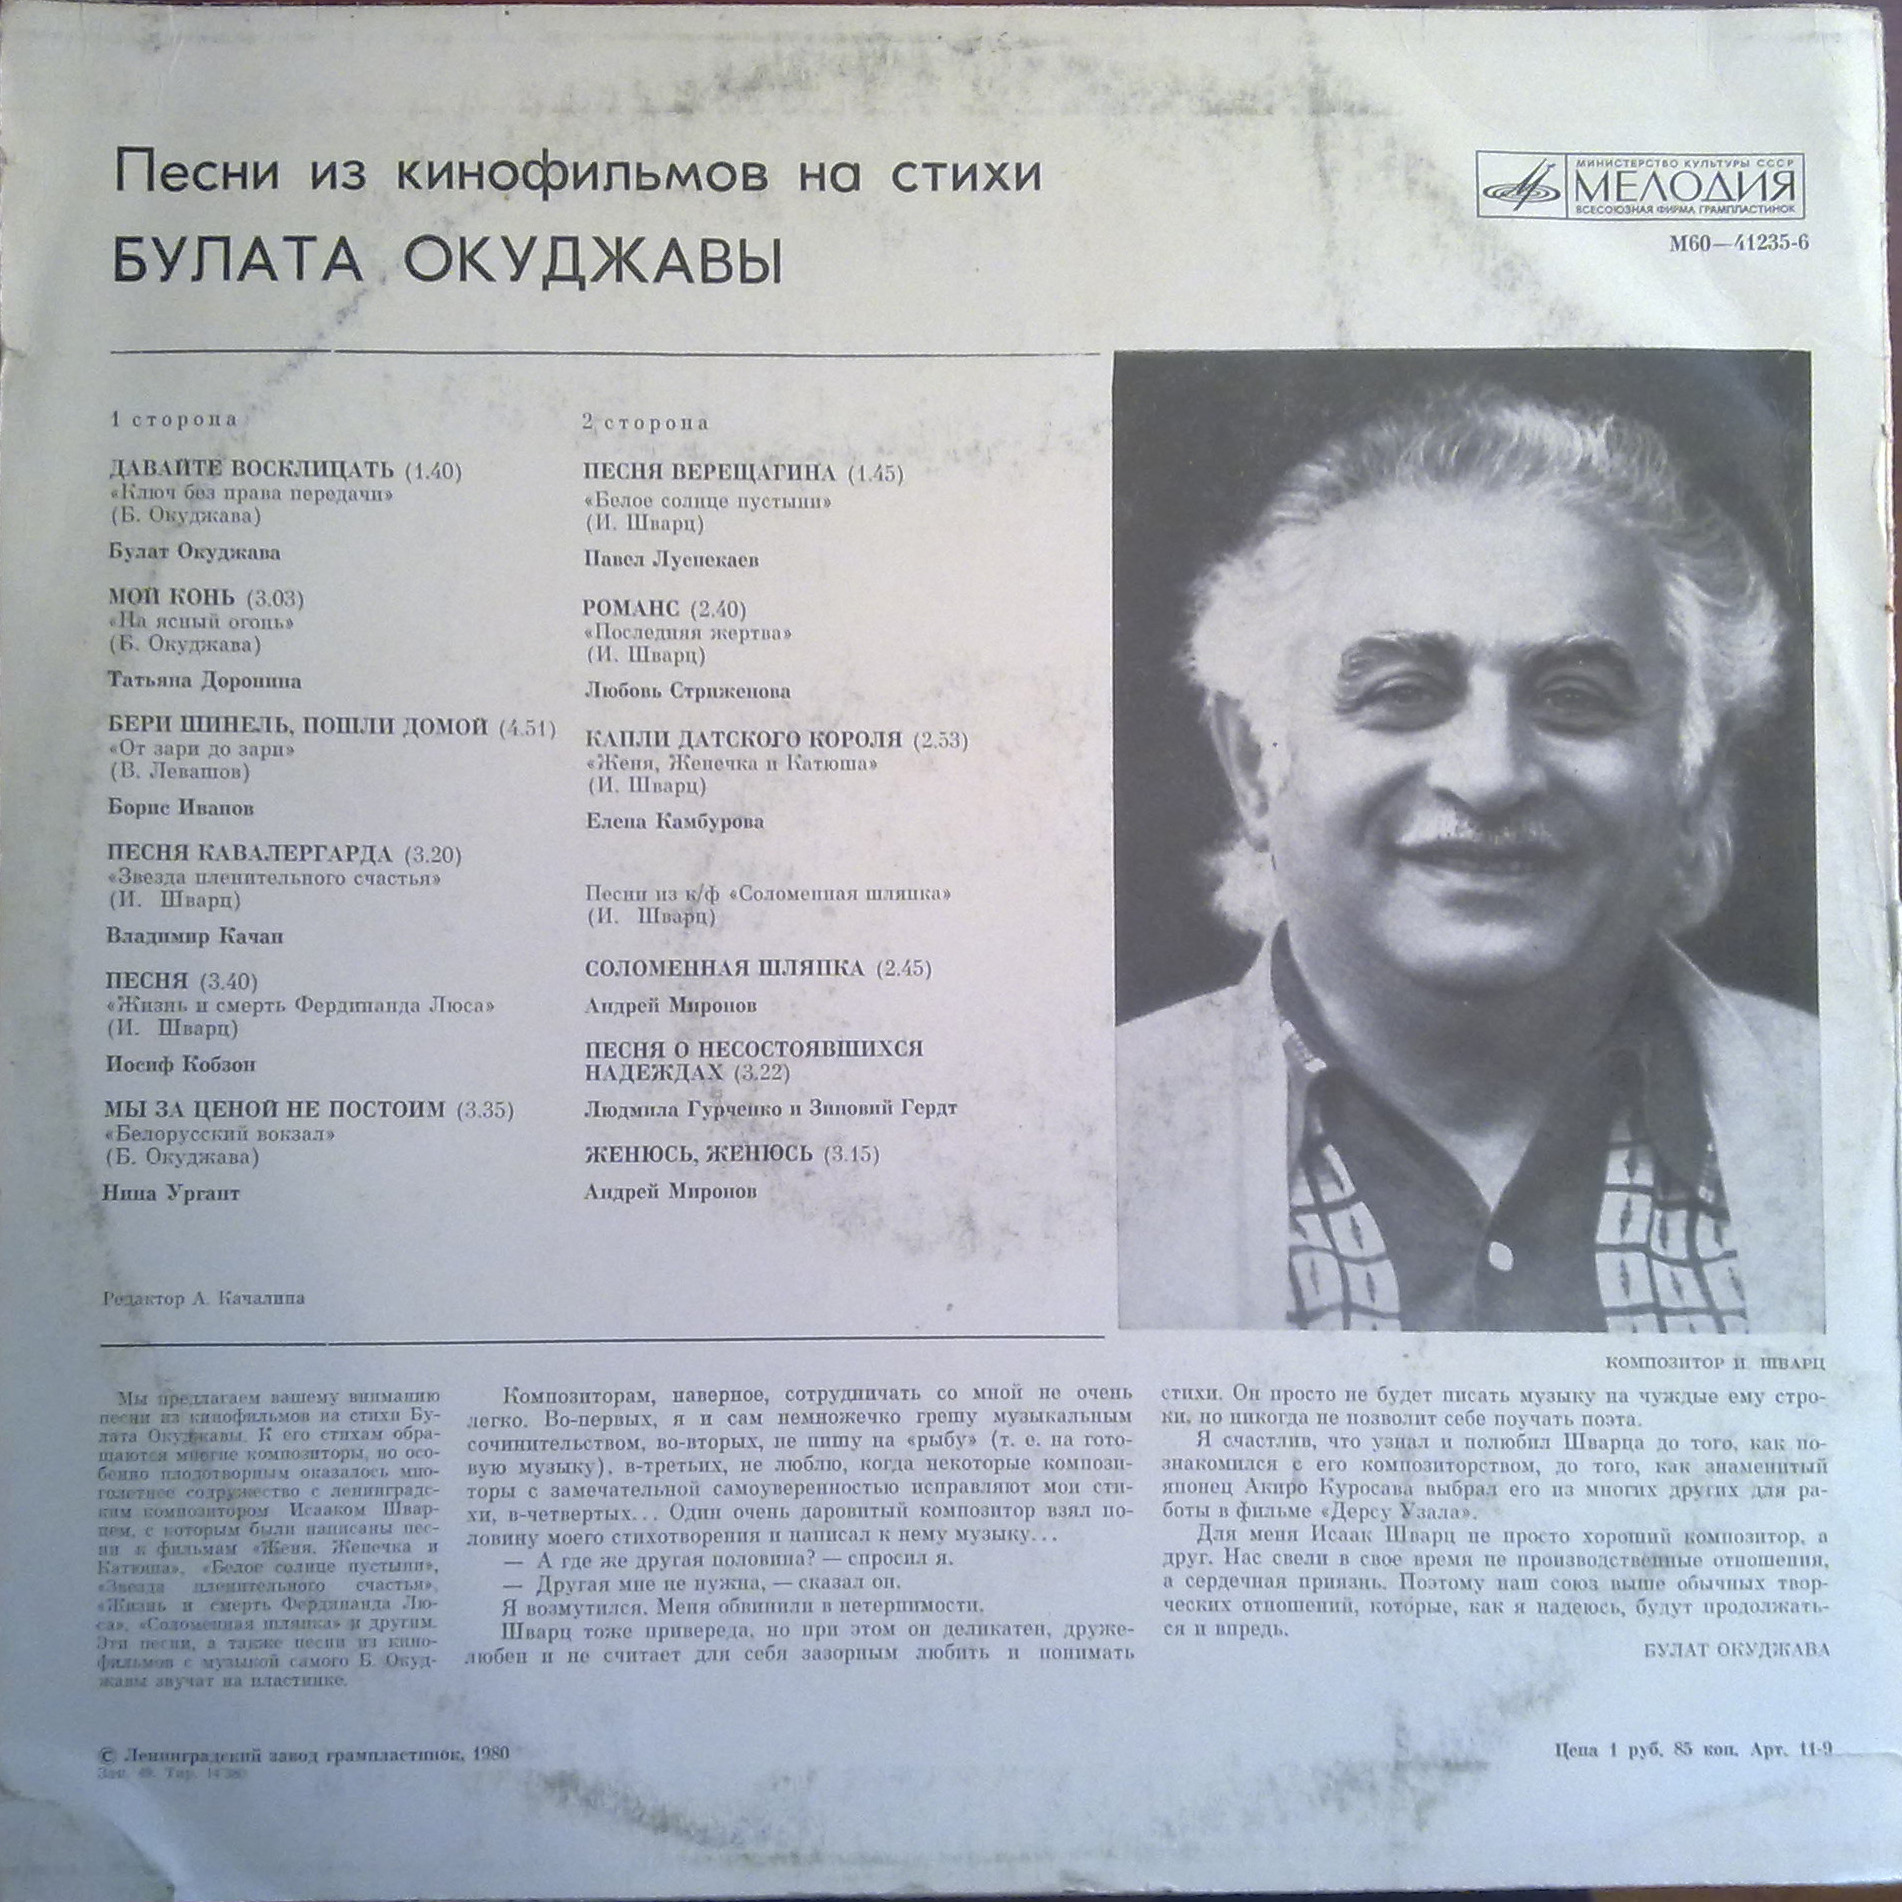 Песни из кинофильмов на стихи
БУЛАТА ОКУДЖАВЫ
МИНИСТЕРСТВО КУЛЬТУРЫ СССР
МЕЛОДИЯ
ВСЕСОЮЗНАЯ ФИРМА ГРАМПЛАСТИНОК
М60—41235-6
1 сторона
ДАВАЙТЕ ВОСКЛИЦАТЬ (1.40)
«Ключ без права передачи»
(Б. Окуджава)
Булат Окуджава
МОЙ КОНЬ (3.03)
«На ясный огонь»
(Б. Окуджава)
Татьяна Доронина
БЕРИ ШИНЕЛЬ, ПОШЛИ ДОМОЙ (4.51)
«От зари до зари»
(В. Левашов)
Борис Иванов
ПЕСНЯ КАВАЛЕРГАРДА (3.20)
«Звезда пленительного счастья»
(И. Шварц)
Владимир Качан
ПЕСНЯ (3.40)
«Жизнь и смерть Фердинанда Люса»
(И. Шварц)
Иосиф Кобзон
МЫ ЗА ЦЕНОЙ НЕ ПОСТОИМ (3.35)
«Белорусский вокзал»
(Б. Окуджава)
Нина Ургант
2 сторона
ПЕСНЯ ВЕРЕЩАГИНА (1.45)
«Белое солнце пустыни»
(И. Шварц)
Павел Луспекаев
РОМАНС (2.40)
«Последняя жертва»
(И. Шварц)
Любовь Стриженова
КАПЛИ ДАТСКОГО КОРОЛЯ (2.53)
«Женя, Женечка и Катюша»
(И. Шварц)
Елена Камбурова
Песни из к/ф «Соломенная шляпка»
(И. Шварц)
СОЛОМЕННАЯ ШЛЯПКА (2.45)
Андрей Миронов
ПЕСНЯ О НЕСОСТОЯВШИХСЯ
НАДЕЖДАХ (3.22)
Людмила Гурченко и Зиновий Гердт
ЖЕНЮСЬ, ЖЕНЮСЬ (3.15)
Андрей Миронов
Редактор А. Качалина
КОМПОЗИТОР И. ШВАРЦ
Мы предлагаем вашему вниманию
песни из кинофильмов на стихи Бу-
лата Окуджавы. К его стихам обра-
щаются многие композиторы, но осо-
бенно плодотворным оказалось мно-
голетнее содружество с ленинградс-
ким композитором Исааком Швар-
цем, с которым были написаны пес-
ни к фильмам «Женя, Женечка и
Катюша», «Белое солнце пустыни»,
«Звезда пленительного счастья»,
«Жизнь и смерть Фердинанда Лю-
са», «Соломенная шляпка» и другим.
Эти песни, а также песни из кино-
фильмов с музыкой самого Б. Окуд-
жавы звучат на пластинке.
Композиторам, наверное, сотрудничать со мной не очень
легко. Во-первых, я и сам немножечко грешу музыкальным
сочинительством, во-вторых, не пишу на «рыбу» (т. е. на гото-
вую музыку), в-третьих, не люблю, когда некоторые компози-
торы с замечательной самоуверенностью исправляют мои сти-
хи, в-четвертых... Один очень даровитый композитор взял по-
ловину моего стихотворения и написал к нему музыку...
— А где же другая половина? — спросил я.
— Другая мне не нужна, — сказал он.
Я возмутился. Меня обвинили в нетерпимости.
Шварц тоже привереда, но при этом он деликатен, друже-
любен и не считает для себя зазорным любить и понимать
стихи. Он просто не будет писать музыку на чуждые ему стро-
ки, но никогда не позволит себе поучать поэта.
Я счастлив, что узнал и полюбил Шварца до того, как по-
знакомился с его композиторством, до того, как знаменитый
японец Акиро Куросава выбрал его из многих других для ра-
боты в фильме «Дерсу Узала».
Для меня Исаак Шварц не просто хороший композитор, а
друг. Нас свели в свое время не производственные отношения,
а сердечная приязнь. Поэтому наш союз выше обычных твор-
ческих отношений, которые, как я надеюсь, будут продолжать-
ся и впредь.
БУЛАТ ОКУДЖАВА
© Ленинградский завод грампластинок, 1980
Зак. Тир.
Цена 1 руб. 85 коп. Арт. 11-9